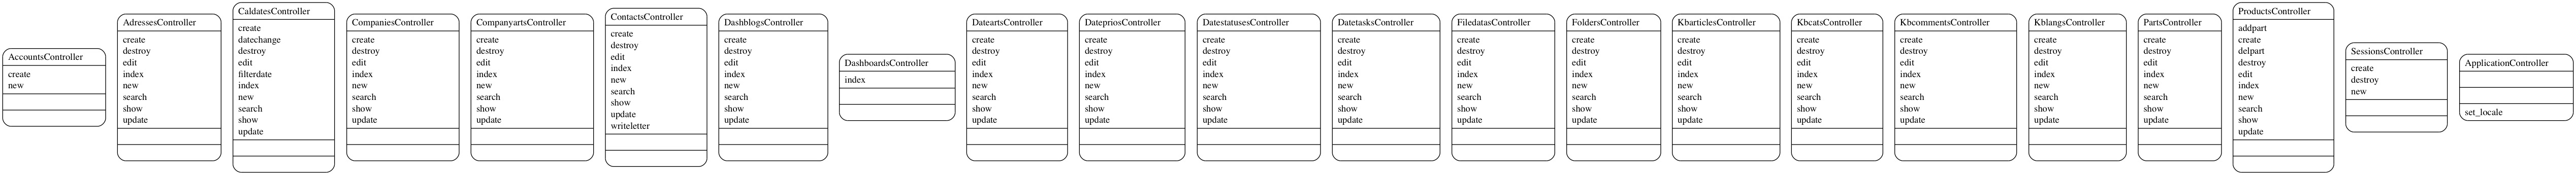 AccountsController
create
new
AdressesController
create
destroy
edit
index
new
search
show
update
CaldatesController
create
datechange
destroy
edit
filterdate
index
new
search
show
update
CompaniesController
create
destroy
edit
index
new
search
show
update
CompanyartsController
create
destroy
edit
index
new
search
show
update
ContactsController
create
destroy
edit
index
new
search
show
update
writeletter
DashblogsController
create
destroy
edit
index
new
search
show
update
DashboardsController
index
DateartsController
create
destroy
edit
index
new
search
show
update
DatepriosController
create
destroy
edit
index
new
search
show
update
DatestatusesController
create
destroy
edit
index
new
search
show
update
DatetasksController
create
destroy
edit
index
new
search
show
update
FiledatasController
create
destroy
edit
index
new
search
show
update
FoldersController
create
destroy
edit
index
new
search
show
update
KbarticlesController
create
destroy
edit
index
new
search
show
update
KbcatsController
create
destroy
edit
index
new
search
show
update
KbcommentsController
create
destroy
edit
index
new
search
show
update
KblangsController
create
destroy
edit
index
new
search
show
update
PartsController
create
destroy
edit
index
new
search
show
update
ProductsController
addpart
create
delpart
destroy
edit
index
new
search
show
update
SessionsController
create
destroy
new
ApplicationController
set_locale